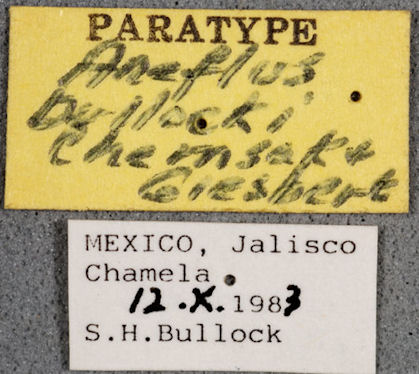 PARATYPE
Aneflus
bullocki
Chemsak &
Giesbert
MEXICO, Jalisco
Chamela
12.X.1983
S.H.Bullock